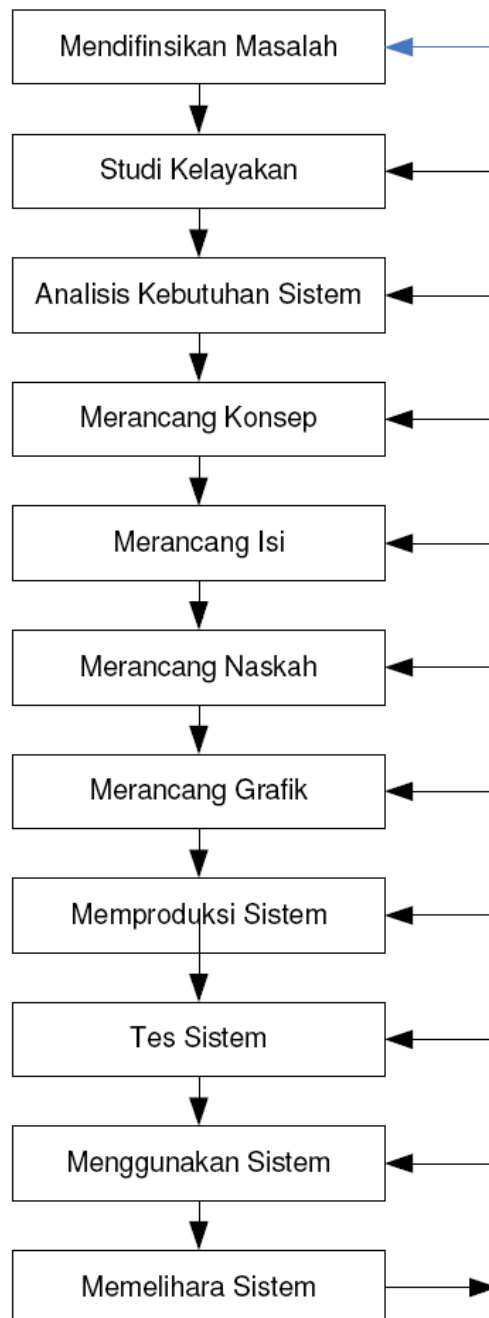 Mendifinsikan Masalah
Studi Kelayakan
Analisis Kebutuhan Sistem
Merancang Konsep
Merancang Isi
Merancang Naskah
Merancang Grafik
Memproduksi Sistem
Tes Sistem
Menggunakan Sistem
Memelihara Sistem